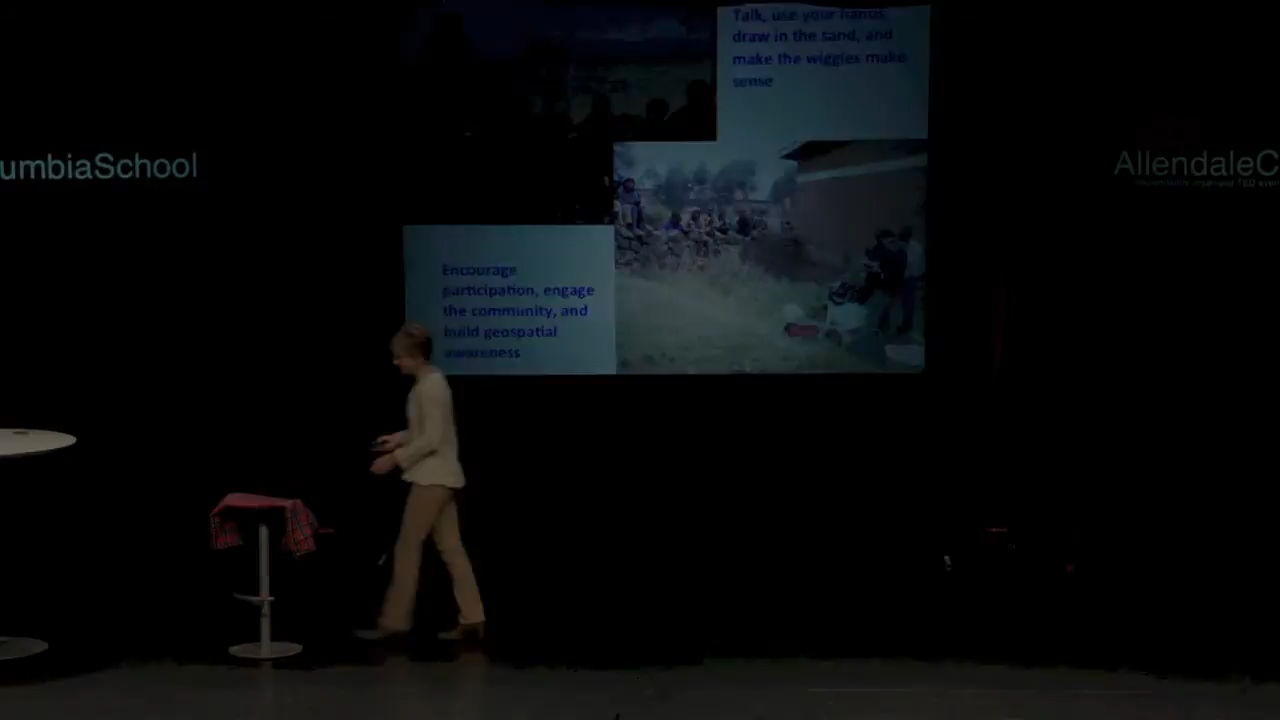 Talk, use your hands,
draw in the sand, and
make the wiggles make
sense
umbiaSchool
AllendaleC
Encourage
participation, engage
the community, and
build geospatial
awareness